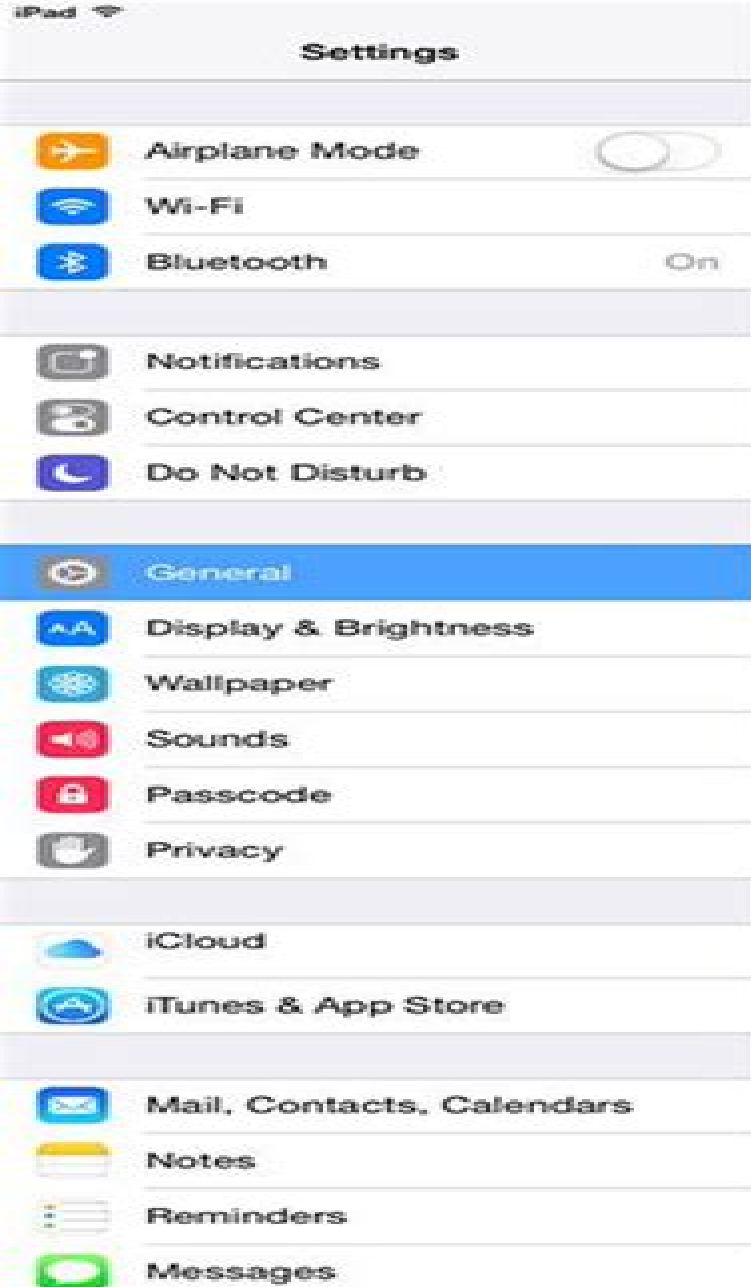 iPad
Settings
Airplane Mode
Wi-Fi
Bluetooth On
Notifications
Control Center
Do Not Disturb
General
AA Display & Brightness
Wallpaper
Sounds
Passcode
Privacy
iCloud
iTunes & App Store
Mail, Contacts, Calendars
Notes
Reminders
Messages